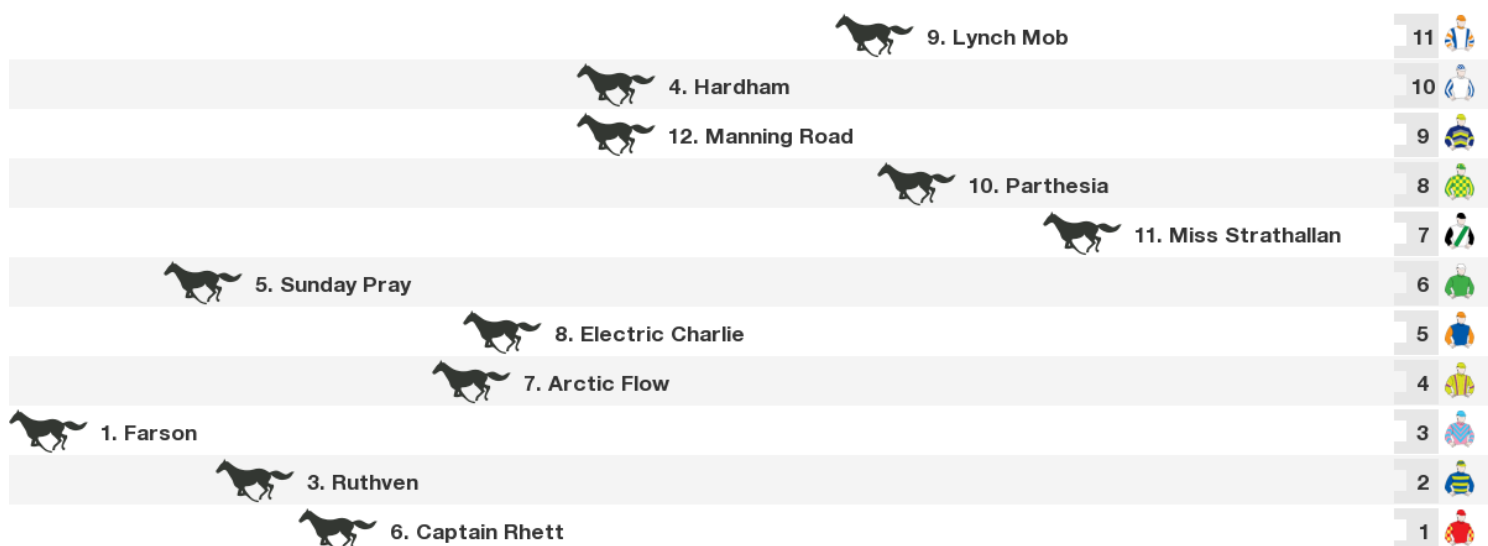 9. Lynch Mob 11
4. Hardham 10
12. Manning Road 9
10. Parthesia 8
11. Miss Strathallan 7
5. Sunday Pray 6
8. Electric Charlie 5
7. Arctic Flow 4
1. Farson 3
3. Ruthven 2
6. Captain Rhett 1